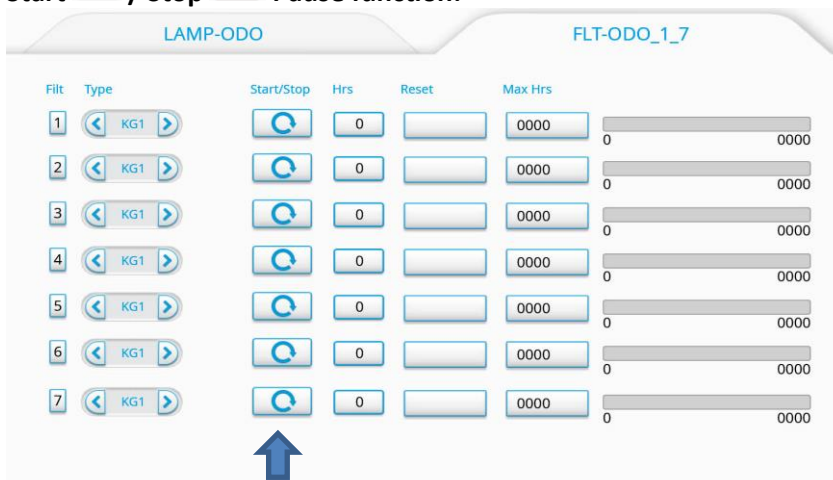 LAMP-ODO FLT-ODO_1_7
Filt Type Start/Stop Hrs Reset Max Hrs
1 KG1 0 0000
0 0000
2 KG1 0 0000
0 0000
3 KG1 0 0000
0 0000
4 KG1 0 0000
0 0000
5 KG1 0 0000
0 0000
6 KG1 0 0000
0 0000
7 KG1 0 0000
0 0000